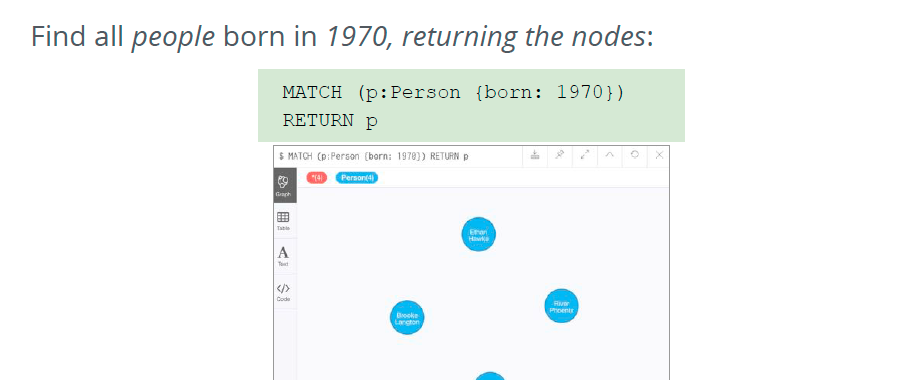 Find all people born in 1970, returning the nodes:
MATCH (p:Person {born: 1970})
RETURN p
$ MATCH (p:Person {born: 1970}) RETURN p
*(4) Person(4)
Graph
Table
A
Text
</>
Code
Ethan
Hawke
River
Phoenix
Brooke
Langton